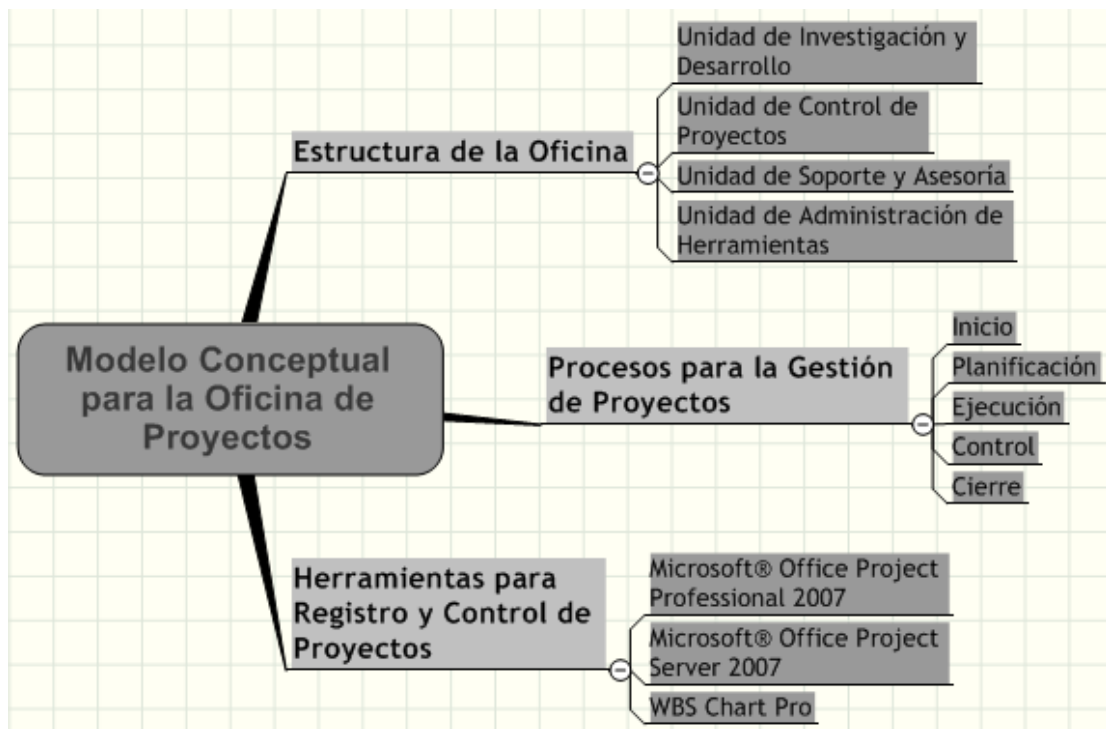 Unidad de Investigación y
Desarrollo
Unidad de Control de
Proyectos
Estructura de la Oficina
Unidad de Soporte y Asesoría
Unidad de Administración de
Herramientas
Modelo Conceptual
para la Oficina de
Proyectos
Procesos para la Gestión
de Proyectos
Inicio
Planificación
Ejecución
Control
Cierre
Herramientas para
Registro y Control de
Proyectos
Microsoft® Office Project
Professional 2007
Microsoft® Office Project
Server 2007
WBS Chart Pro